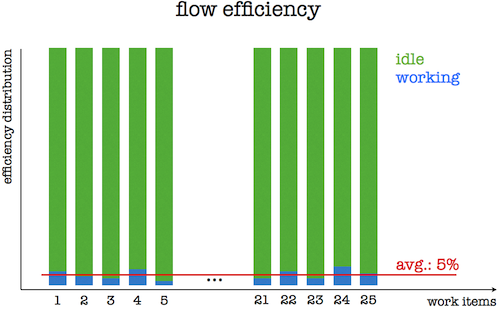 flow efficiency
efficiency distribution
idle
working
avg.: 5%
1 2 3 4 5 ... 21 22 23 24 25 work items